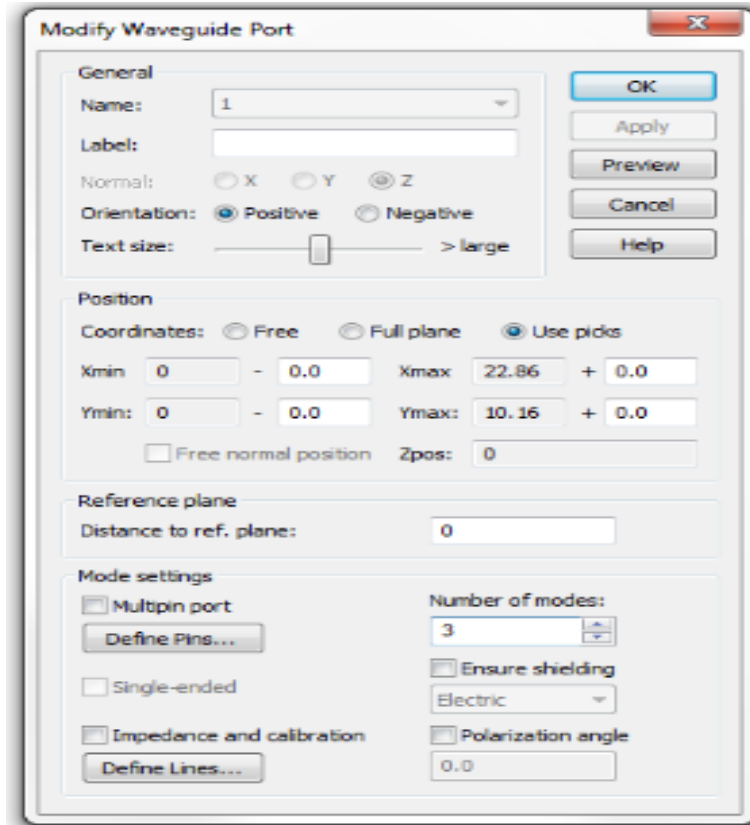 Modify Waveguide Port
General
Name: 1
Label:
Normal: X Y Z
Orientation: Positive Negative
Text size: > large
OK
Apply
Preview
Cancel
Help
Position
Coordinates: Free Full plane Use picks
Xmin 0 - 0.0 Xmax 22.86 + 0.0
Ymin: 0 - 0.0 Ymax: 10.16 + 0.0
Free normal position Zpos: 0
Reference plane
Distance to ref. plane: 0
Mode settings
Multipin port
Define Pins...
Single-ended
Impedance and calibration
Define Lines...
Number of modes:
3
Ensure shielding
Electric
Polarization angle
0.0